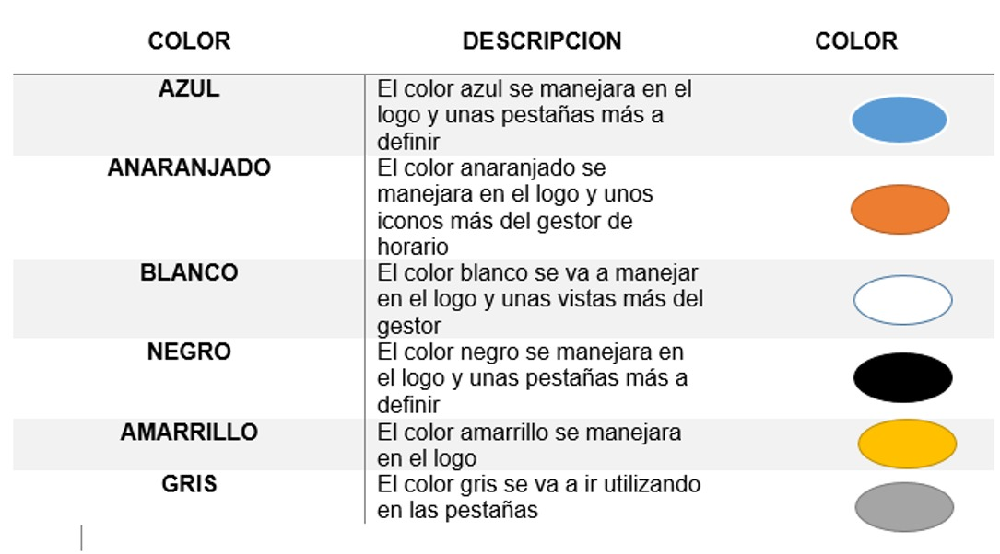 COLOR DESCRIPCION COLOR
AZUL
El color azul se manejara en el
logo y unas pestañas más a
definir
ANARANJADO
El color anaranjado se
manejara en el logo y unos
iconos más del gestor de
horario
BLANCO
El color blanco se va a manejar
en el logo y unas vistas más del
gestor
NEGRO
El color negro se manejara en
el logo y unas pestañas más a
definir
AMARRILLO
El color amarrillo se manejara
en el logo
GRIS
El color gris se va a ir utilizando
en las pestañas